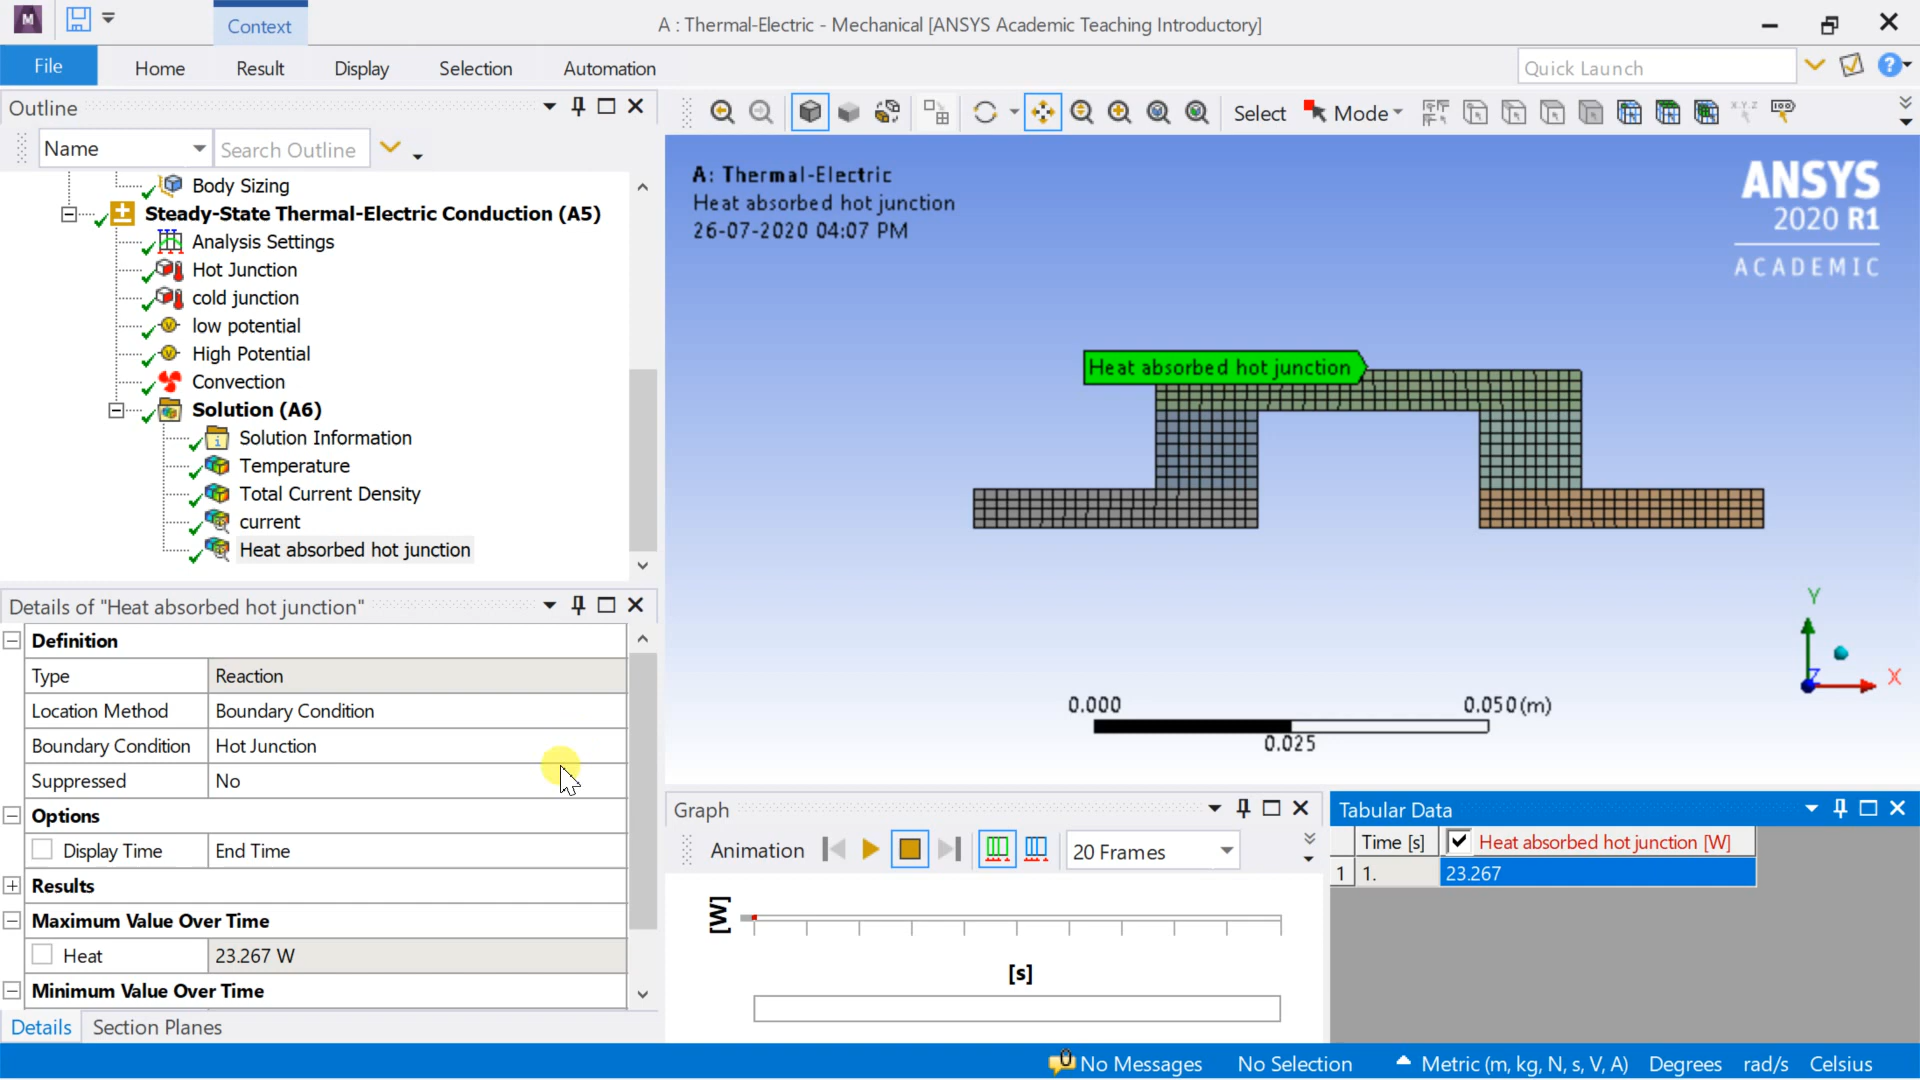 M
Context
A : Thermal-Electric - Mechanical [ANSYS Academic Teaching Introductory]
File
Home
Result
Display
Selection
Automation
Quick Launch
Outline
Name
Search Outline
Select
Mode
Body Sizing
Steady-State Thermal-Electric Conduction (A5)
Analysis Settings
Hot Junction
cold junction
low potential
High Potential
Convection
Solution (A6)
Solution Information
Temperature
Total Current Density
current
Heat absorbed hot junction
A: Thermal-Electric
Heat absorbed hot junction
26-07-2020 04:07 PM
ANSYS
2020 R1
ACADEMIC
Heat absorbed hot junction
Y
Z
X
0.000
0.050 (m)
0.025
Details of "Heat absorbed hot junction"
Definition
Type Reaction
Location Method Boundary Condition
Boundary Condition Hot Junction
Suppressed No
Options
Display Time End Time
Results
Maximum Value Over Time
Heat 23.267 W
Minimum Value Over Time
Details
Section Planes
Graph
Animation
20 Frames
[W]
[s]
Tabular Data
Time [s] Heat absorbed hot junction [W]
1 1. 23.267
0 No Messages
No Selection
Metric (m, kg, N, s, V, A)
Degrees
rad/s
Celsius